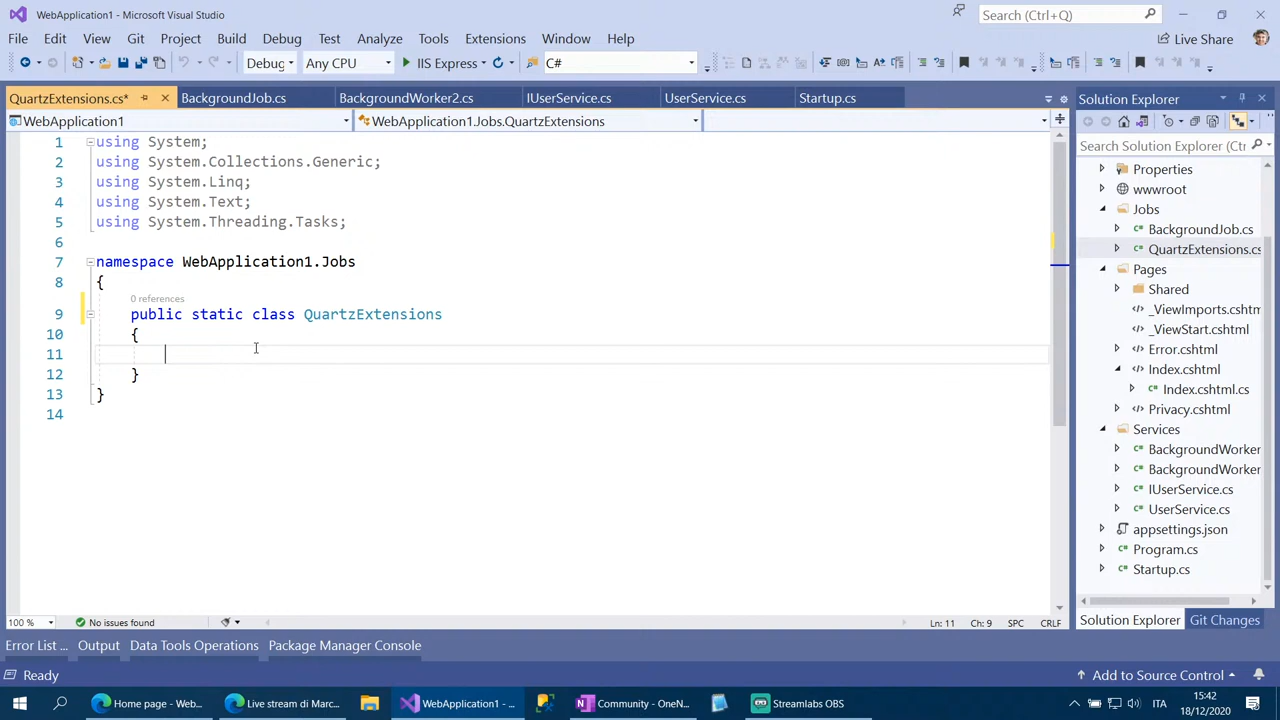 WebApplication1 - Microsoft Visual Studio
Search (Ctrl+Q)
File Edit View Git Project Build Debug Test Analyze Tools Extensions Window Help
Live Share
Debug Any CPU IIS Express C#
QuartzExtensions.cs* BackgroundJob.cs BackgroundWorker2.cs IUserService.cs UserService.cs Startup.cs
WebApplication1 WebApplication1.Jobs.QuartzExtensions
1 using System;
2 using System.Collections.Generic;
3 using System.Linq;
4 using System.Text;
5 using System.Threading.Tasks;
6
7 namespace WebApplication1.Jobs
8 {
0 references
9 public static class QuartzExtensions
10 {
11
12 }
13 }
14
Solution Explorer
Search Solution Explorer (Ctrl
Properties
wwwroot
Jobs
BackgroundJob.cs
QuartzExtensions.cs
Pages
Shared
_ViewImports.cshtm
_ViewStart.cshtml
Error.cshtml
Index.cshtml
Index.cshtml.cs
Privacy.cshtml
Services
BackgroundWorker
BackgroundWorker
IUserService.cs
UserService.cs
appsettings.json
Program.cs
Startup.cs
100 % No issues found Ln: 11 Ch: 9 SPC CRLF
Solution Explorer Git Changes
Error List ... Output Data Tools Operations Package Manager Console
Ready Add to Source Control
Home page - Web... Live stream di Marc... WebApplication1 - ... Community - OneN... Streamlabs OBS
ITA
15:42
18/12/2020